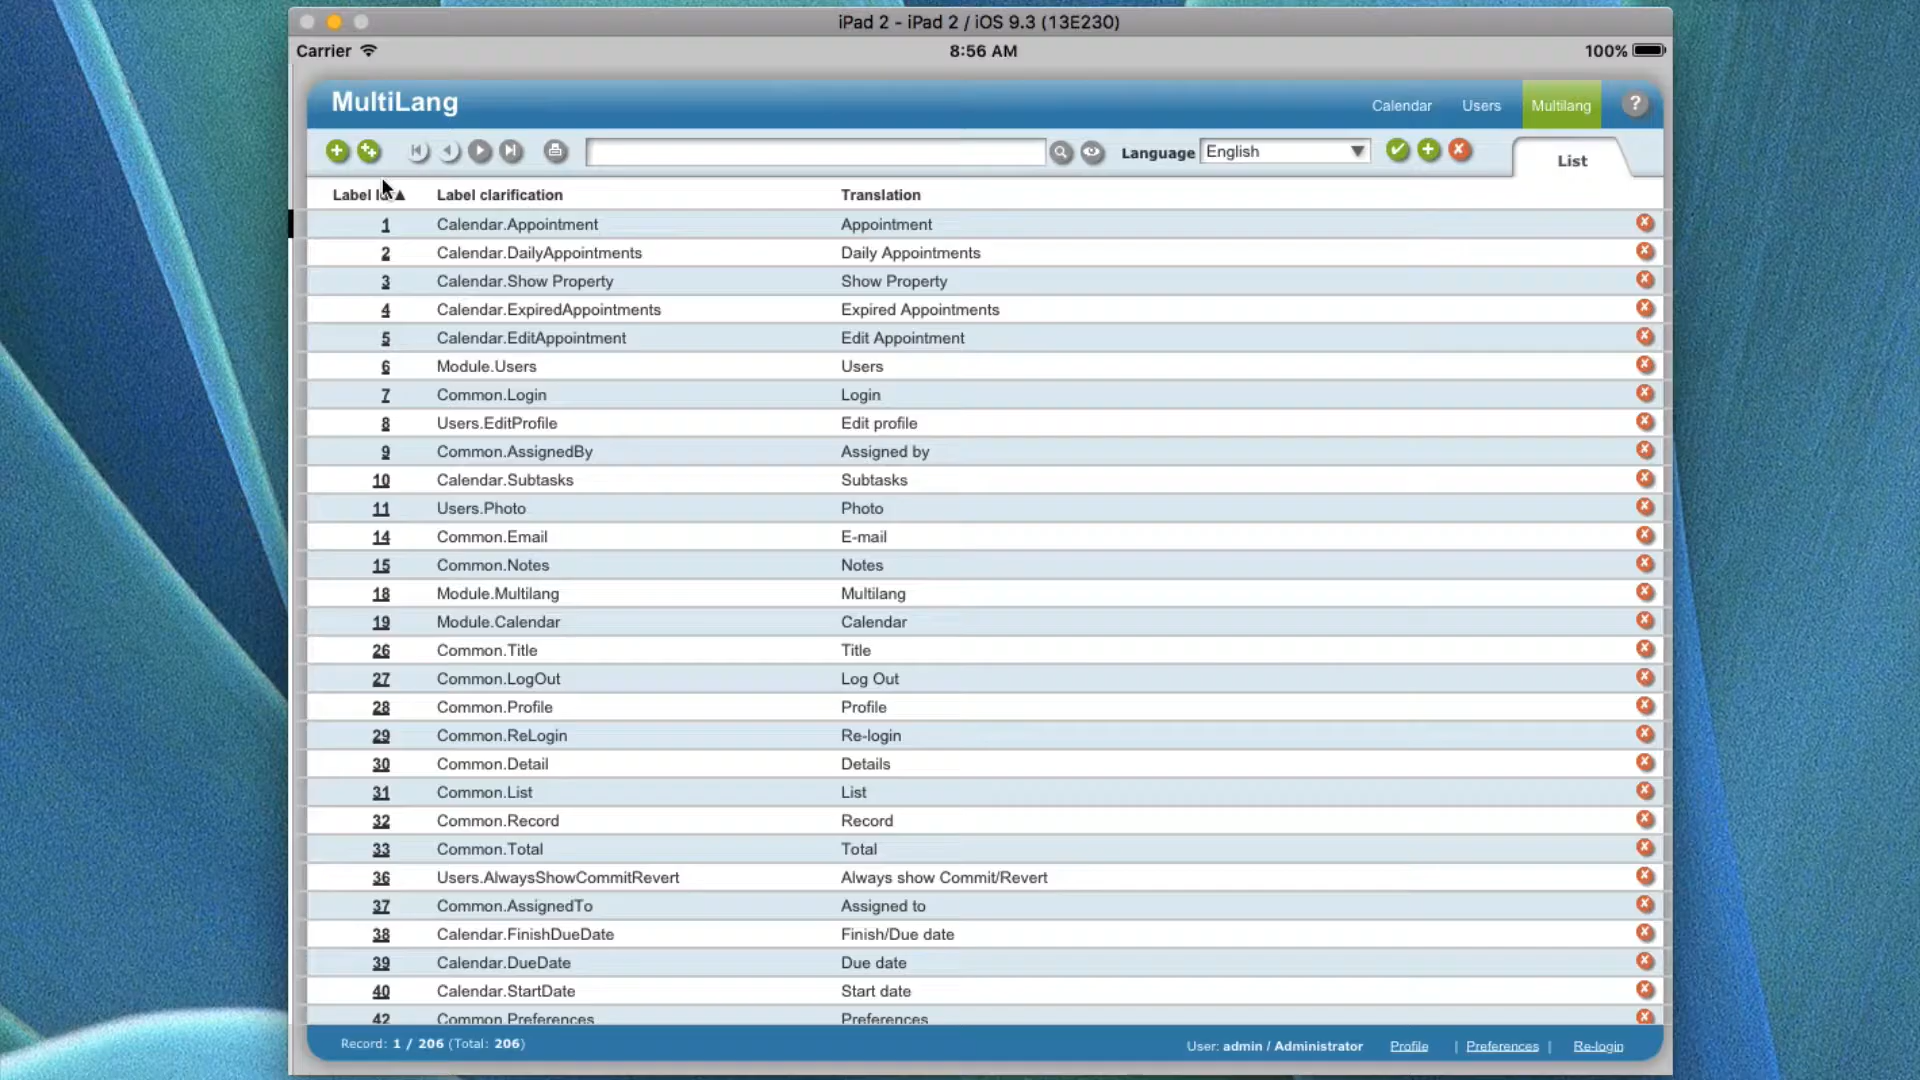 iPad 2 - iPad 2 / iOS 9.3 (13E230)
Carrier 8:56 AM 100%
MultiLang Calendar Users Multilang ?
Language English List
Label Label clarification Translation
1 Calendar.Appointment Appointment
2 Calendar.DailyAppointments Daily Appointments
3 Calendar.Show Property Show Property
4 Calendar.ExpiredAppointments Expired Appointments
5 Calendar.EditAppointment Edit Appointment
6 Module.Users Users
7 Common.Login Login
8 Users.EditProfile Edit profile
9 Common.AssignedBy Assigned by
10 Calendar.Subtasks Subtasks
11 Users.Photo Photo
14 Common.Email E-mail
15 Common.Notes Notes
18 Module.Multilang Multilang
19 Module.Calendar Calendar
26 Common.Title Title
27 Common.LogOut Log Out
28 Common.Profile Profile
29 Common.ReLogin Re-login
30 Common.Detail Details
31 Common.List List
32 Common.Record Record
33 Common.Total Total
36 Users.AlwaysShowCommitRevert Always show Commit/Revert
37 Common.AssignedTo Assigned to
38 Calendar.FinishDueDate Finish/Due date
39 Calendar.DueDate Due date
40 Calendar.StartDate Start date
42 Common.Preferences Preferences
Record: 1 / 206 (Total: 206) User: admin / Administrator Profile | Preferences | Re-login